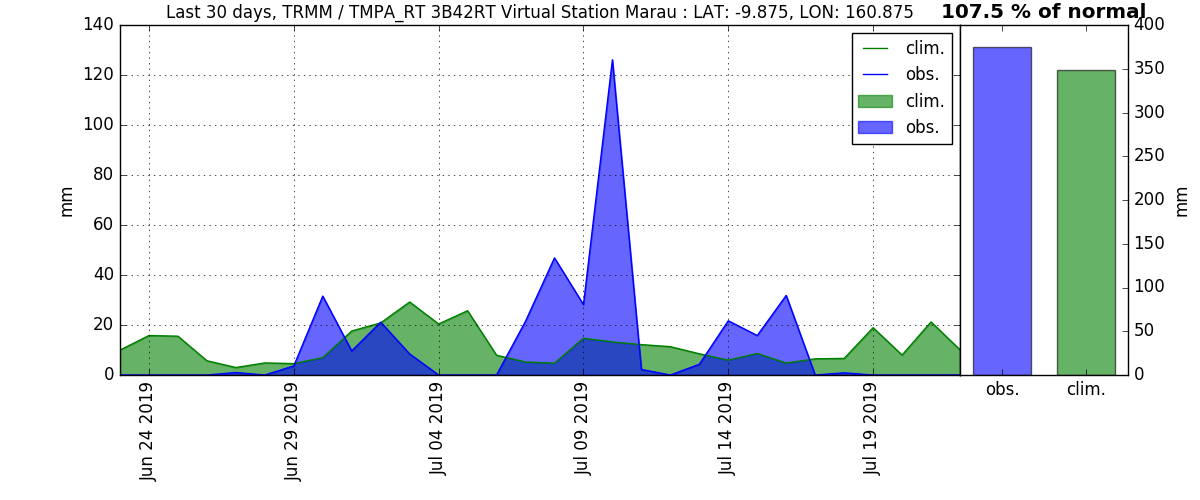 Last 30 days, TRMM / TMPA_RT 3B42RT Virtual Station Marau : LAT: -9.875, LON: 160.875
107.5 % of normal
140
120
100
80
60
40
20
0
mm
clim.
obs.
clim.
obs.
Jun 24 2019
Jun 29 2019
Jul 04 2019
Jul 09 2019
Jul 14 2019
Jul 19 2019
400
350
300
250
200
150
100
50
0
mm
obs.
clim.